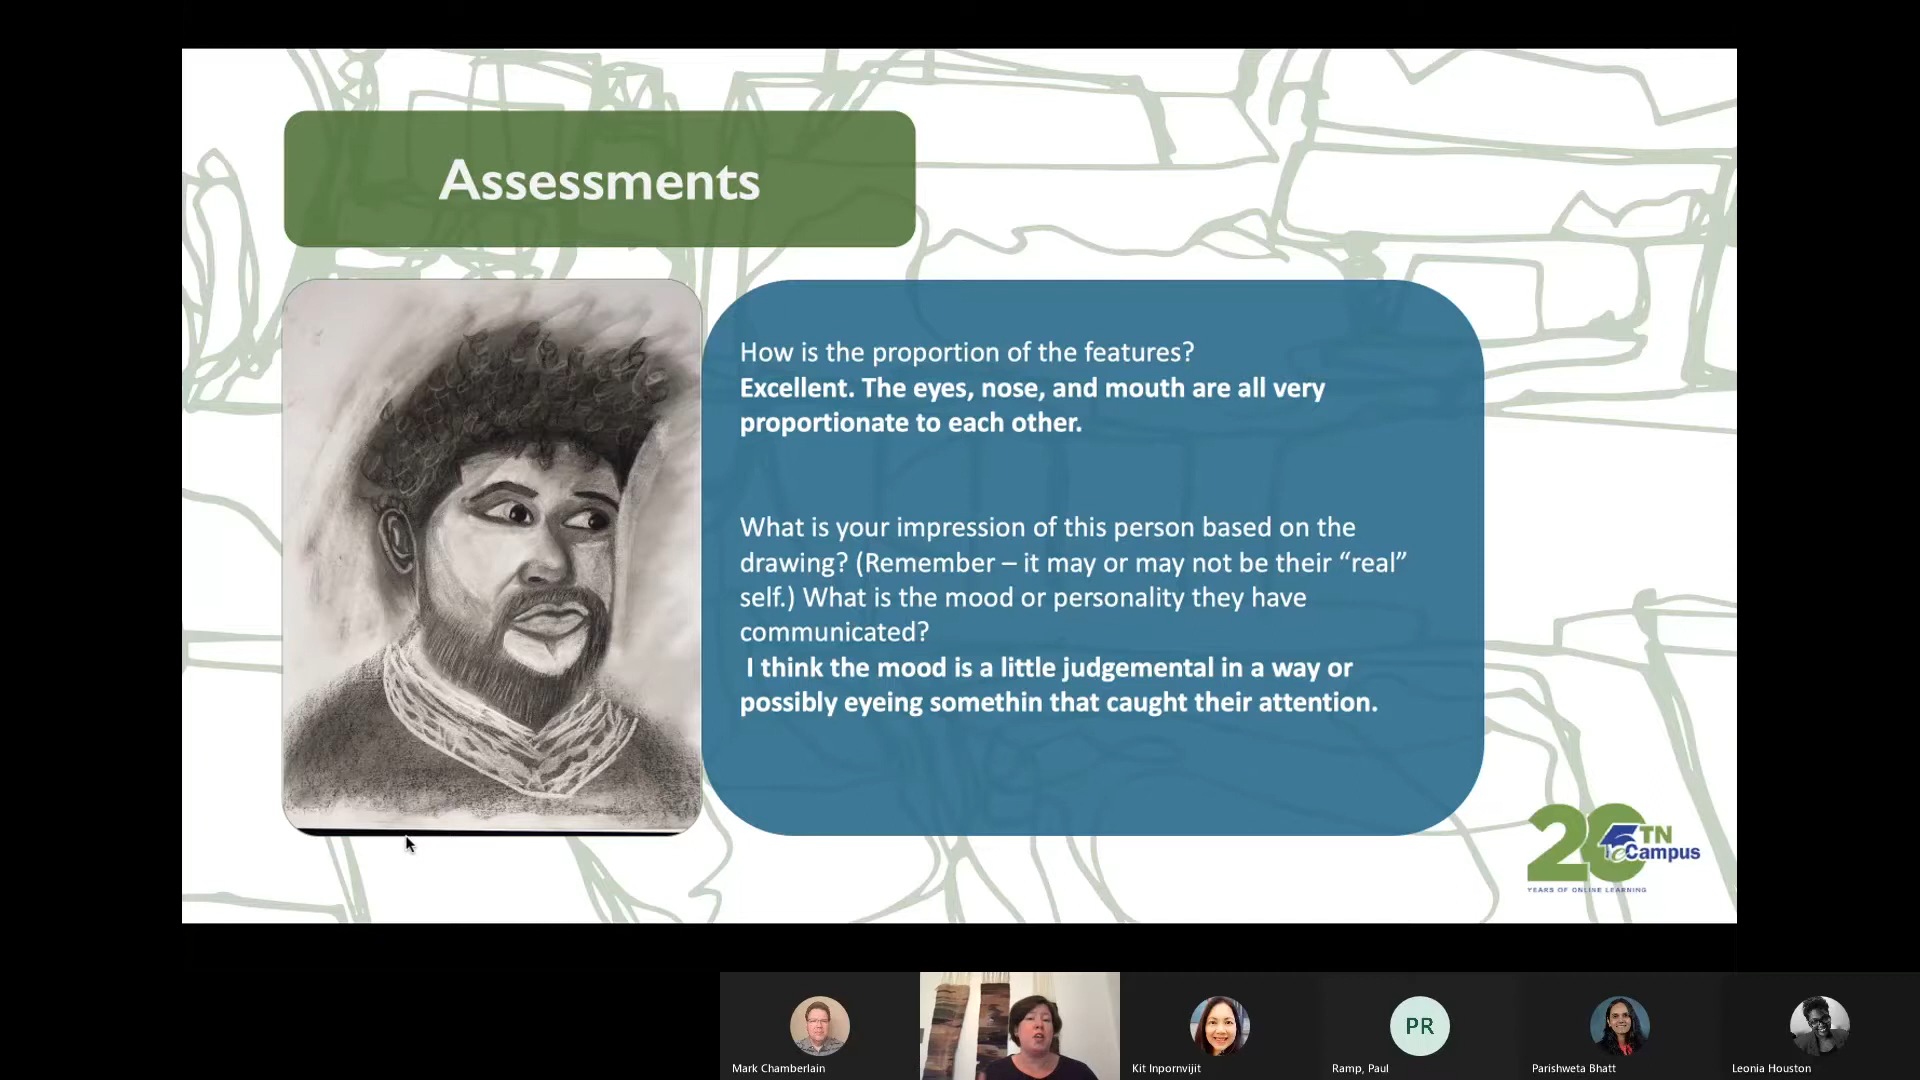 Assessments
How is the proportion of the features?
Excellent. The eyes, nose, and mouth are all very
proportionate to each other.
What is your impression of this person based on the
drawing? (Remember – it may or may not be their “real”
self.) What is the mood or personality they have
communicated?
I think the mood is a little judgemental in a way or
possibly eyeing somethin that caught their attention.
20 TN
eCampus
YEARS OF ONLINE LEARNING
PR
Mark Chamberlain
Kit Inpornvijit
Ramp, Paul
Parishweta Bhatt
Leonia Houston